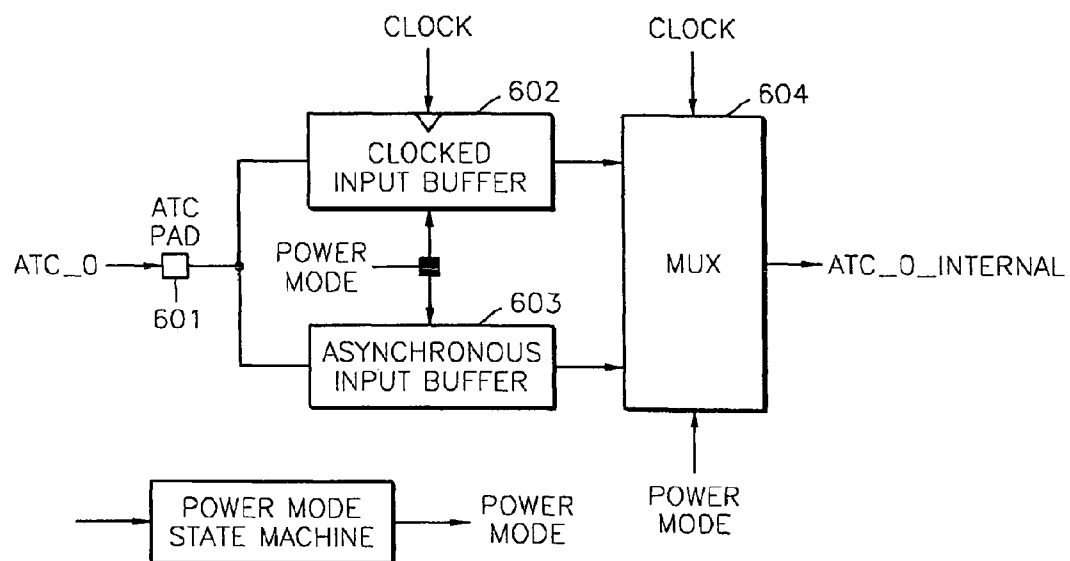 CLOCK
CLOCK
602
604
CLOCKED
INPUT BUFFER
ATC
PAD
ATC_0
601
POWER
MODE
MUX
ATC_0_INTERNAL
603
ASYNCHRONOUS
INPUT BUFFER
POWER MODE
STATE MACHINE
POWER
MODE
POWER
MODE